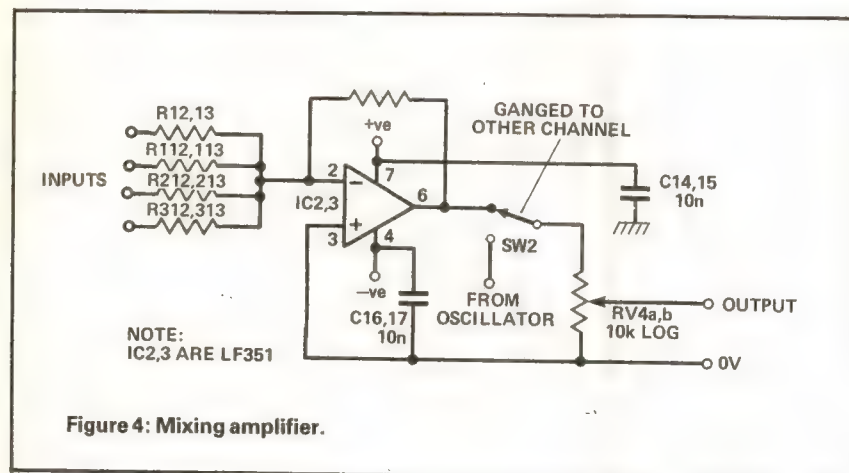 R12,13
R112,113
INPUTS
R212,213
R312,313
+ve
2
7
IC2,3
6
3
4
-ve
C16,17
10n
GANGED TO
OTHER CHANNEL
SW2
FROM
OSCILLATOR
C14,15
10n
RV4a,b
10k LOG
OUTPUT
0V
NOTE:
IC2,3 ARE LF351
Figure 4: Mixing amplifier.